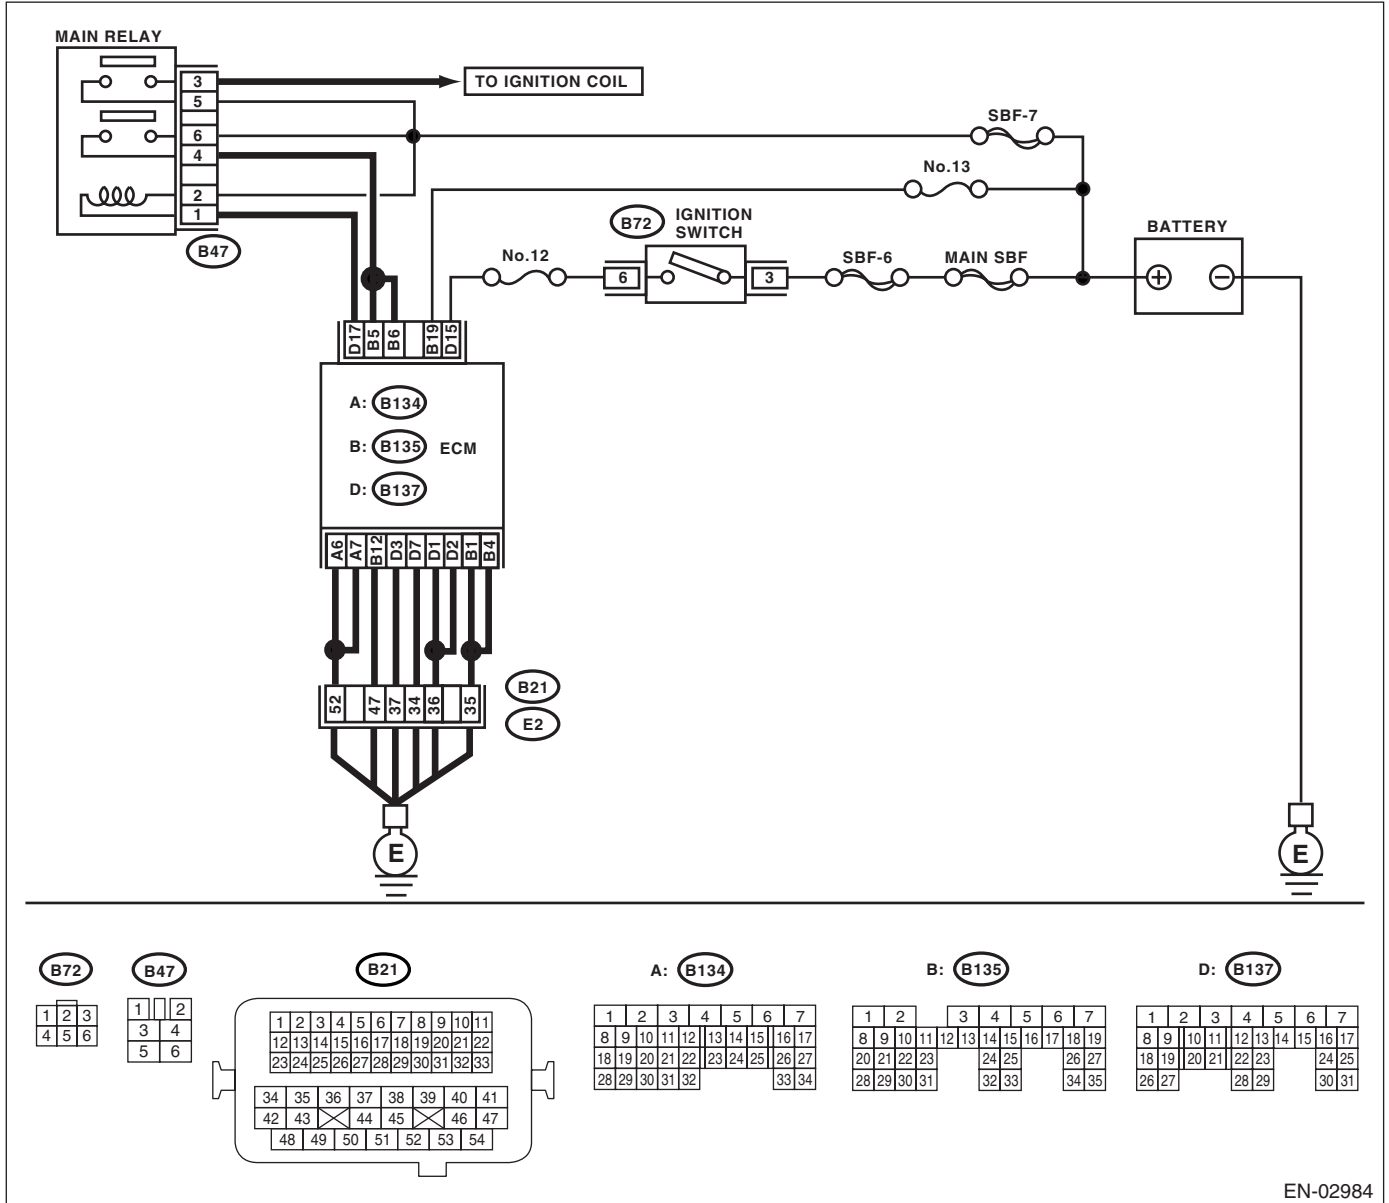 MAIN RELAY
3
5
6
4
2
1
B47
TO IGNITION COIL
SBF-7
No.13
B72
IGNITION
SWITCH
No.12
6
3
SBF-6
MAIN SBF
BATTERY
+
−
D17
B5
B6
B19
D15
A: B134
B: B135 ECM
D: B137
A6
A7
B12
D3
D7
D1
D2
B1
B4
52
47
37
34
36
35
B21
E2
E
E
B72
1 2 3
4 5 6
B47
1 2
3 4
5 6
B21
1 2 3 4 5 6 7 8 9 10 11
12 13 14 15 16 17 18 19 20 21 22
23 24 25 26 27 28 29 30 31 32 33
34 35 36 37 38 39 40 41
42 43 44 45 46 47
48 49 50 51 52 53 54
A: B134
1 2 3 4 5 6 7
8 9 10 11 12 13 14 15 16 17
18 19 20 21 22 23 24 25 26 27
28 29 30 31 32 33 34
B: B135
1 2 3 4 5 6 7
8 9 10 11 12 13 14 15 16 17 18 19
20 21 22 23 24 25 26 27
28 29 30 31 32 33 34 35
D: B137
1 2 3 4 5 6 7
8 9 10 11 12 13 14 15 16 17
18 19 20 21 22 23 24 25
26 27 28 29 30 31
EN-02984